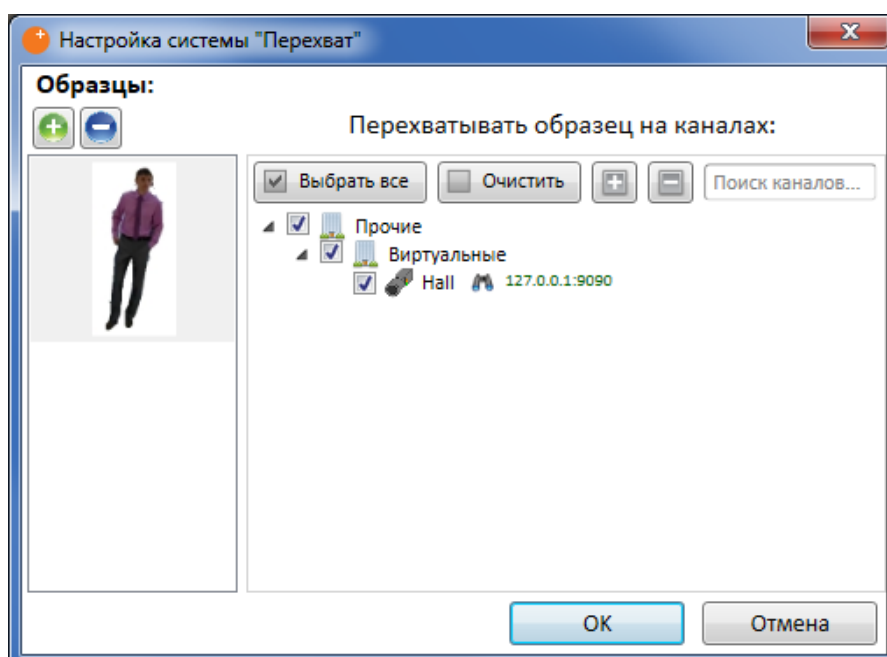 Настройка системы "Перехват"
Образцы:
Перехватывать образец на каналах:
Выбрать все Очистить Поиск каналов...
Прочие
Виртуальные
Hall 127.0.0.1:9090
OK Отмена